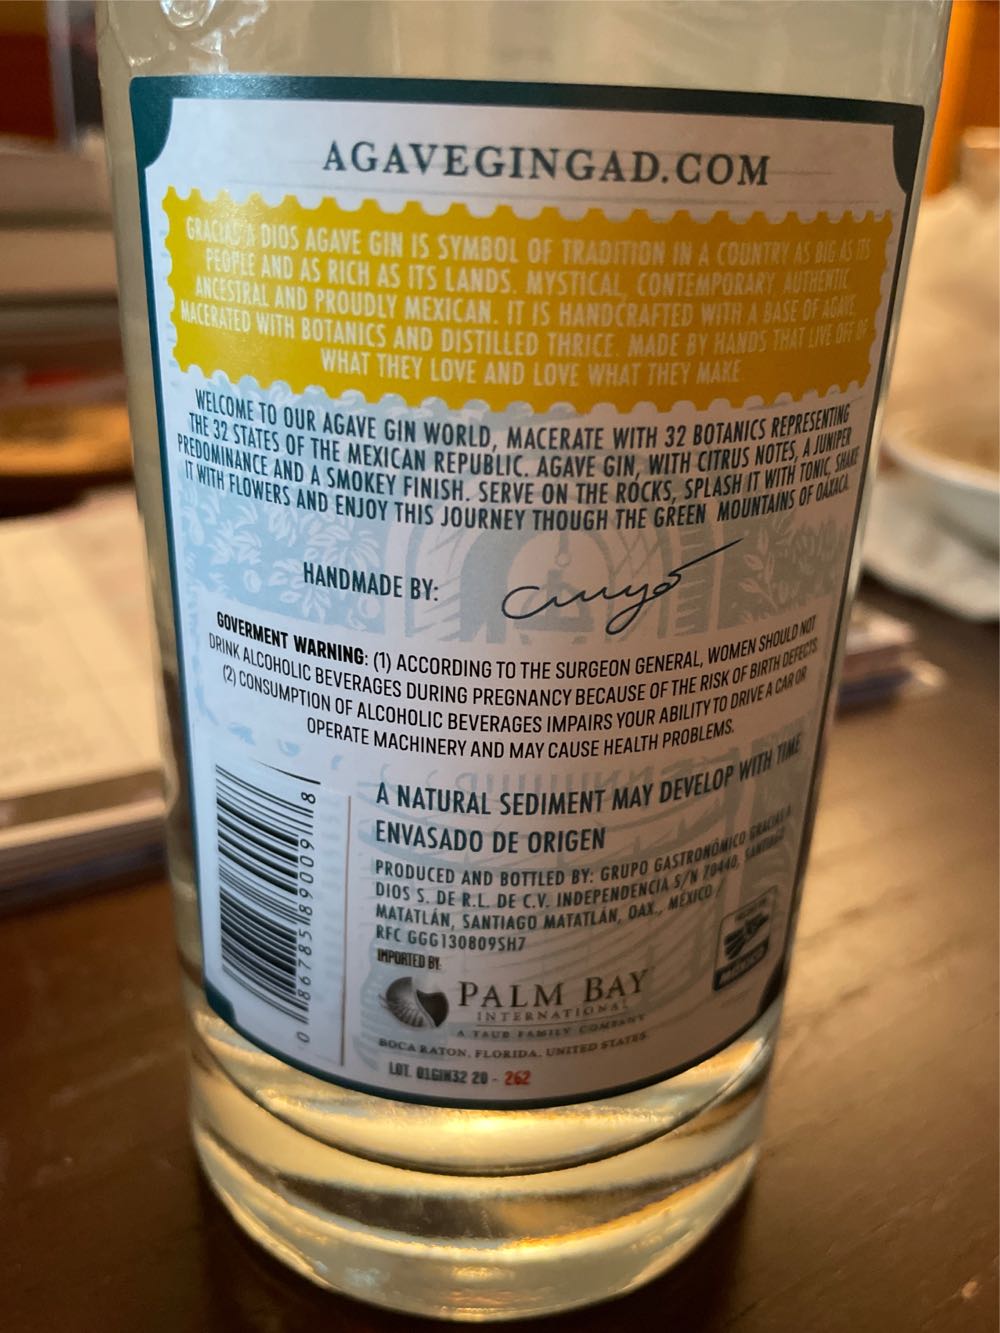 AGAVEGINGAD.COM
GRACIAS A DIOS AGAVE GIN IS SYMBOL OF TRADITION IN A COUNTRY AS BIG AS ITS
PEOPLE AND AS RICH AS ITS LANDS. MYSTICAL, CONTEMPORARY, AUTHENTIC,
ANCESTRAL AND PROUDLY MEXICAN. IT IS HANDCRAFTED WITH A BASE OF AGAVE,
MACERATED WITH BOTANICS AND DISTILLED THRICE. MADE BY HANDS THAT LIVE OFF OF
WHAT THEY LOVE AND LOVE WHAT THEY MAKE
WELCOME TO OUR AGAVE GIN WORLD, MACERATE WITH 32 BOTANICS REPRESENTING
THE 32 STATES OF THE MEXICAN REPUBLIC. AGAVE GIN, WITH CITRUS NOTES, A JUNIPER
PREDOMINANCE AND A SMOKEY FINISH. SERVE ON THE ROCKS, SPLASH IT WITH TONIC, SHAKE
IT WITH FLOWERS AND ENJOY THIS JOURNEY THOUGH THE GREEN MOUNTAINS OF OAXACA.
HANDMADE BY:
GOVERMENT WARNING: (1) ACCORDING TO THE SURGEON GENERAL, WOMEN SHOULD NOT
DRINK ALCOHOLIC BEVERAGES DURING PREGNANCY BECAUSE OF THE RISK OF BIRTH DEFECTS.
(2) CONSUMPTION OF ALCOHOLIC BEVERAGES IMPAIRS YOUR ABILITY TO DRIVE A CAR OR
OPERATE MACHINERY AND MAY CAUSE HEALTH PROBLEMS.
A NATURAL SEDIMENT MAY DEVELOP WITH TIME
ENVASADO DE ORIGEN
PRODUCED AND BOTTLED BY: GRUPO GASTRONÓMICO GRACIAS A
DIOS S. DE R.L. DE C.V. INDEPENDENCIA S/N 70440, SANTIAGO
MATATLÁN, SANTIAGO MATATLÁN, OAX., MÉXICO /
RFC GGG130809SH7
IMPORTED BY:
PALM BAY
INTERNATIONAL
A TAUB FAMILY COMPANY
BOCA RATON, FLORIDA, UNITED STATES
LOT. 01GIN32 20 - 262
0 86785 89009 8